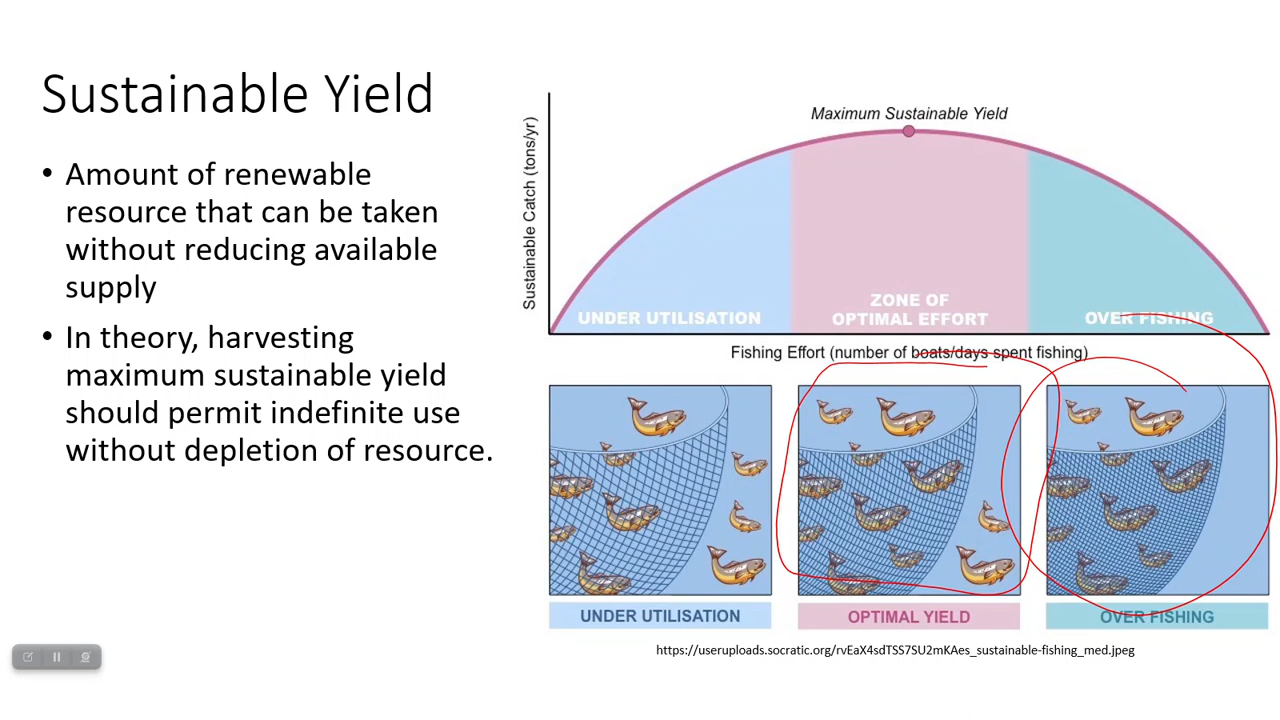 Sustainable Yield
• Amount of renewable
resource that can be taken
without reducing available
supply
• In theory, harvesting
maximum sustainable yield
should permit indefinite use
without depletion of resource.
Maximum Sustainable Yield
Sustainable Catch (tons/yr)
UNDER UTILISATION
ZONE OF
OPTIMAL EFFORT
OVER FISHING
Fishing Effort (number of boats/days spent fishing)
UNDER UTILISATION
OPTIMAL YIELD
OVER FISHING
https://useruploads.socratic.org/rvEaX4sdTSS7SU2mKAes_sustainable-fishing_med.jpeg